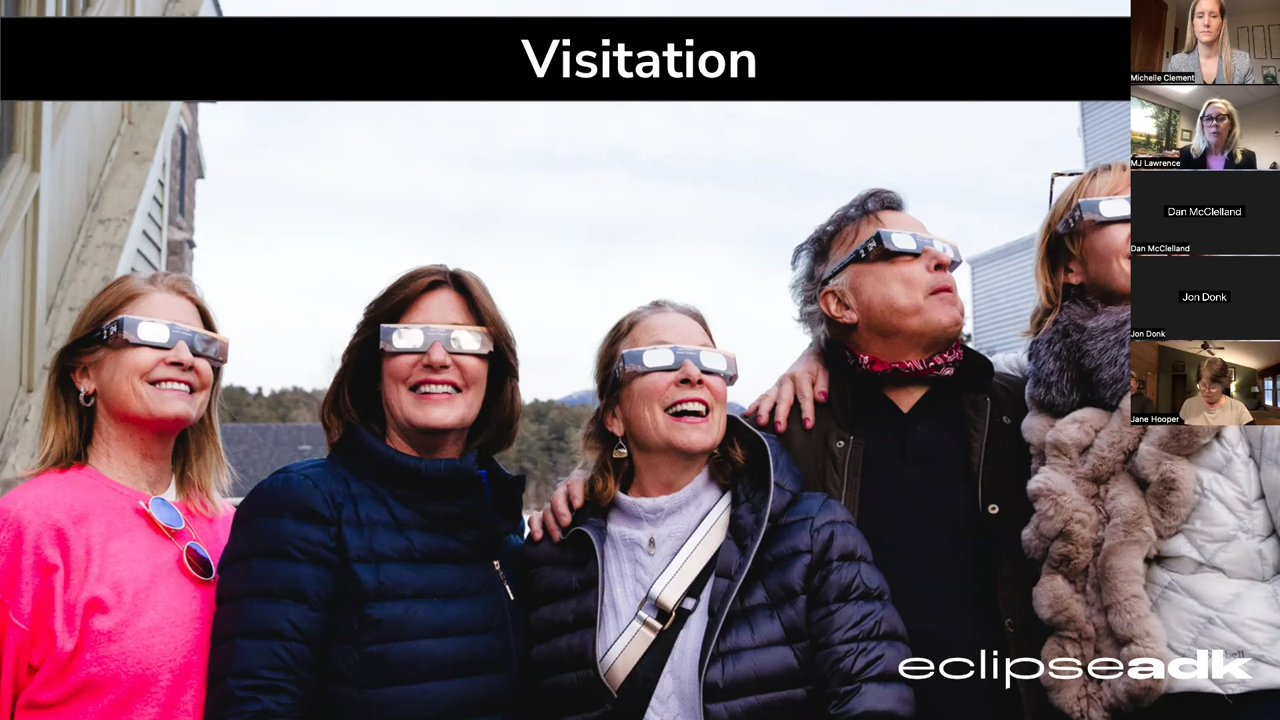 Visitation
Michelle Clement
MJ Lawrence
Dan McClelland
Dan McClelland
Jon Donk
Jon Donk
Jane Hooper
eclipseadk